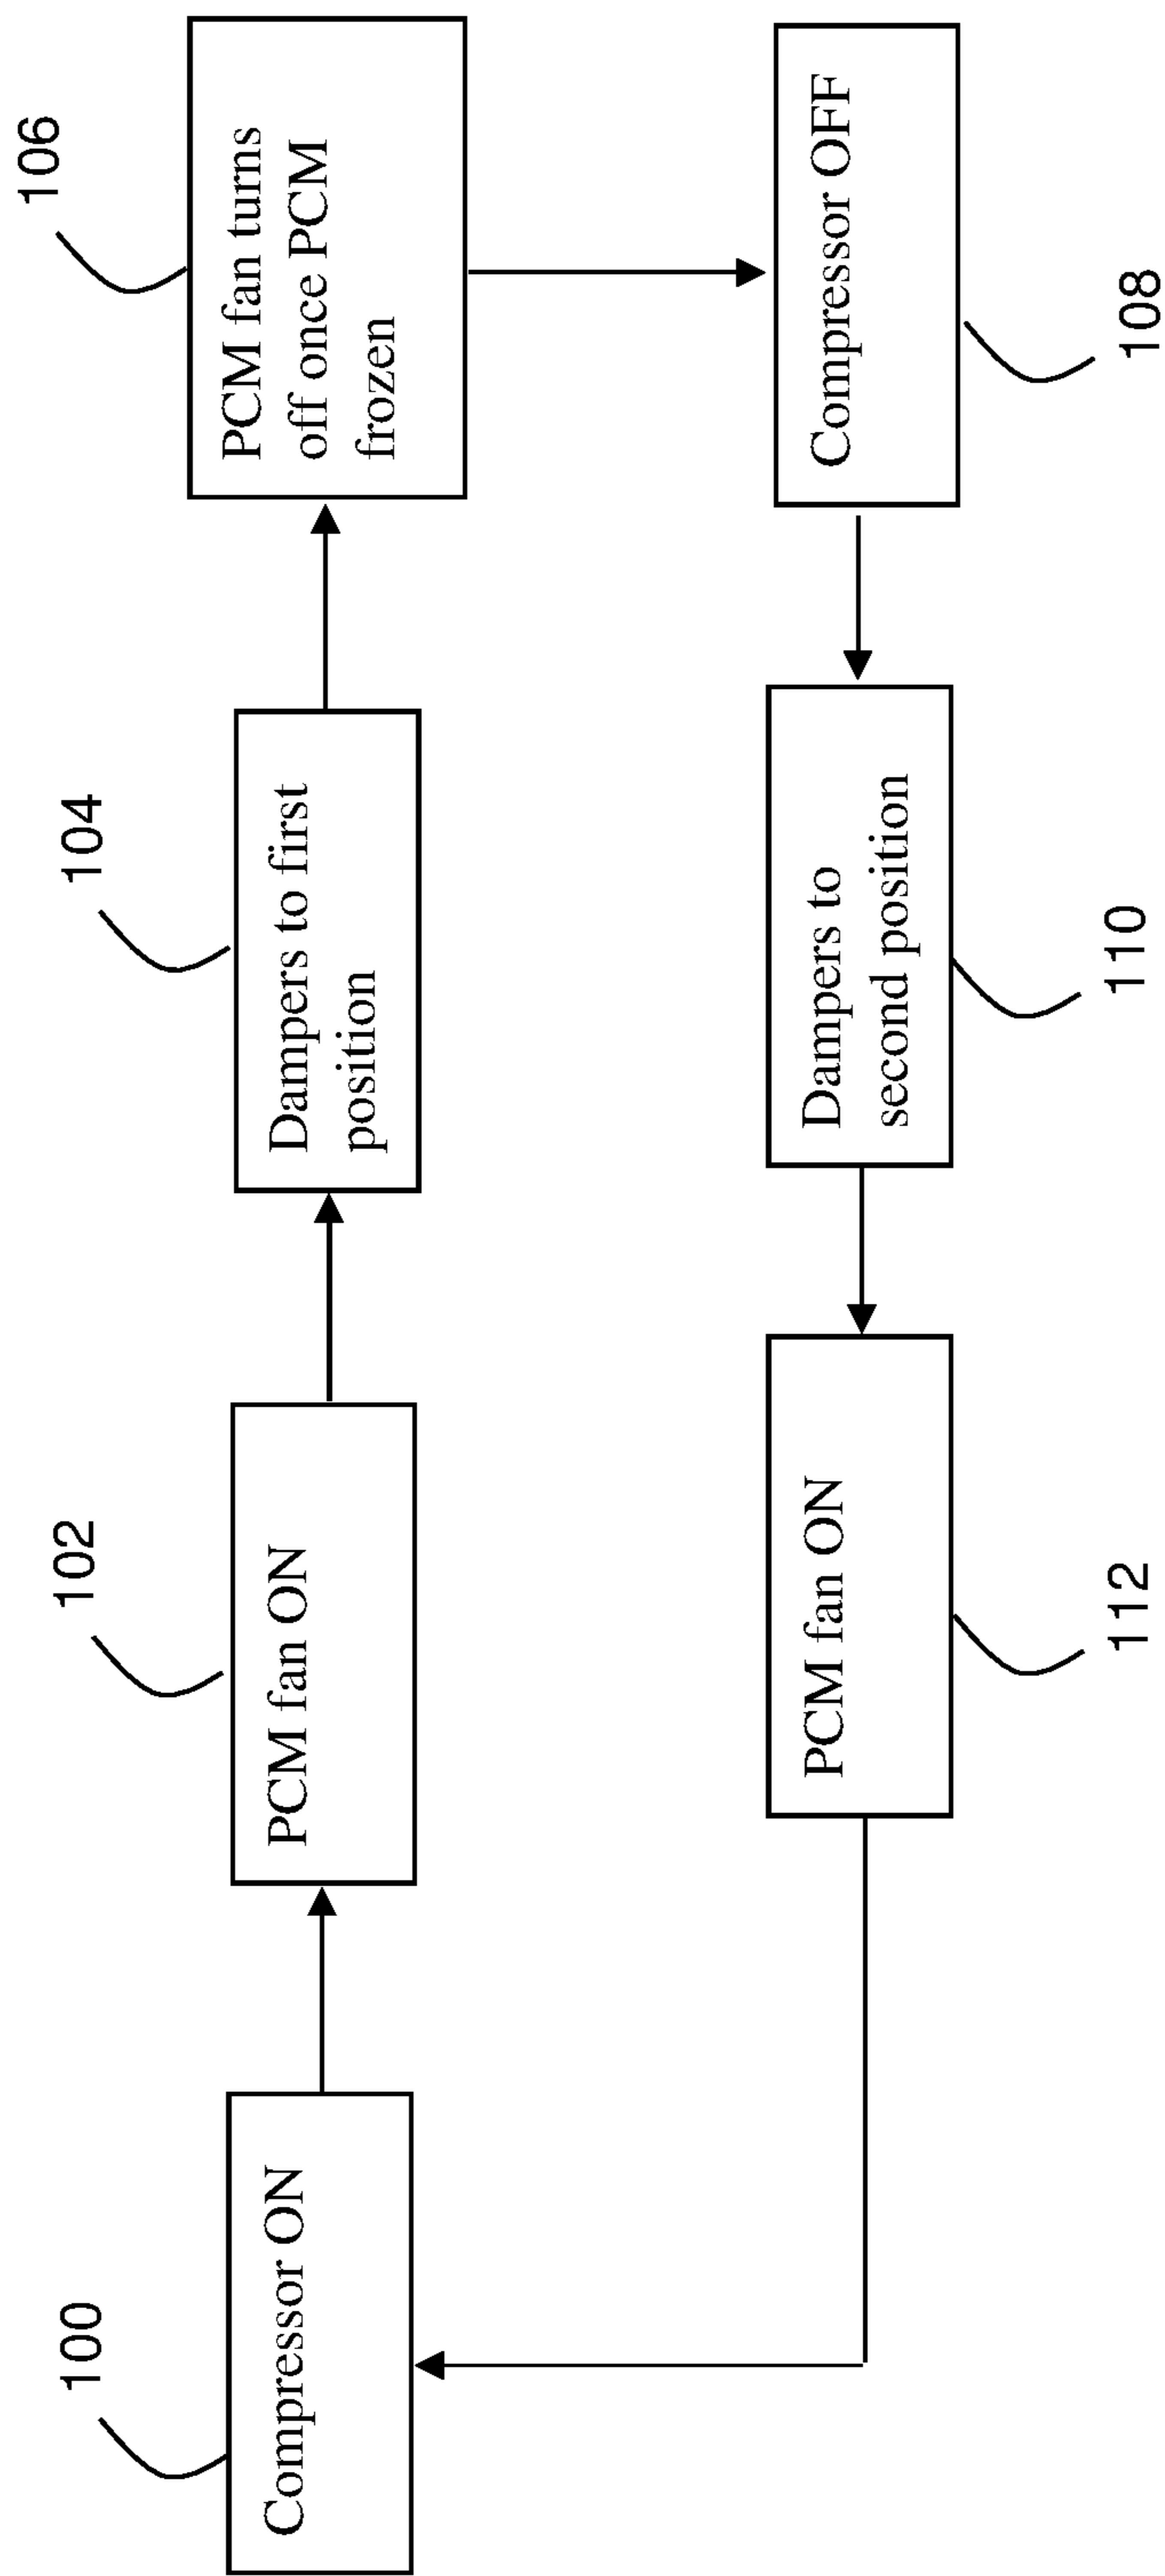 100
Compressor ON
102
PCM fan ON
104
Dampers to first
position
106
PCM fan turns
off once PCM
frozen
Compressor OFF
108
Dampers to
second position
110
PCM fan ON
112